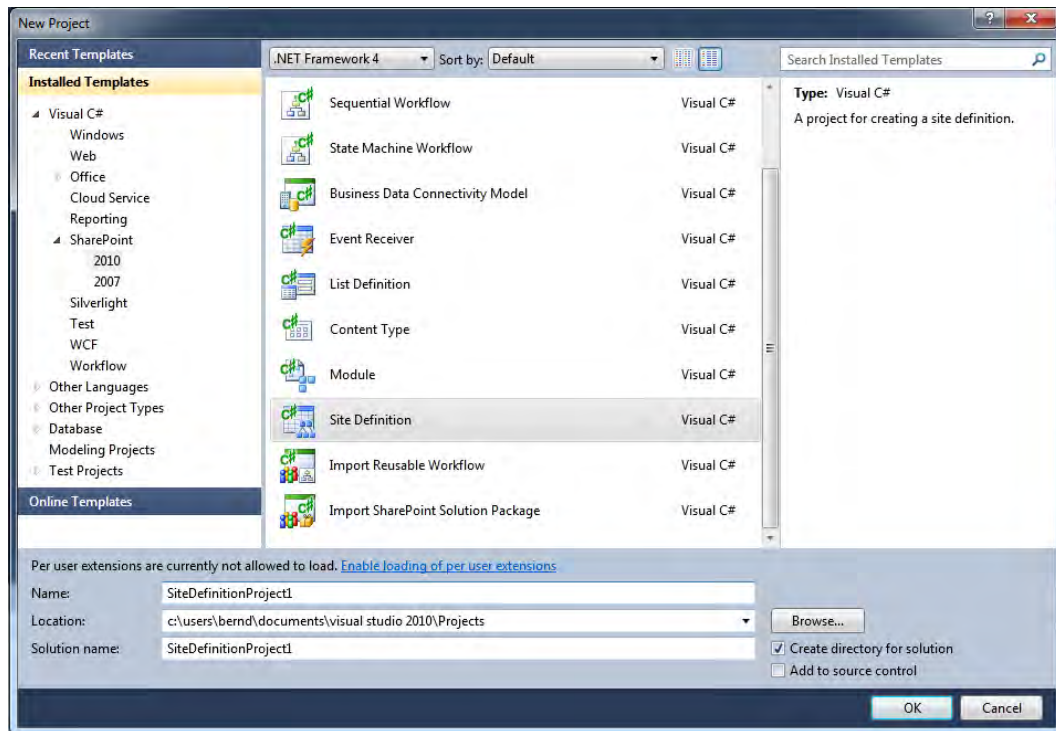 New Project
Recent Templates
Installed Templates
Visual C#
Windows
Web
Office
Cloud Service
Reporting
SharePoint
2010
2007
Silverlight
Test
WCF
Workflow
Other Languages
Other Project Types
Database
Modeling Projects
Test Projects
Online Templates
.NET Framework 4 Sort by: Default
Sequential Workflow Visual C#
State Machine Workflow Visual C#
Business Data Connectivity Model Visual C#
Event Receiver Visual C#
List Definition Visual C#
Content Type Visual C#
Module Visual C#
Site Definition Visual C#
Import Reusable Workflow Visual C#
Import SharePoint Solution Package Visual C#
Search Installed Templates
Type: Visual C#
A project for creating a site definition.
Per user extensions are currently not allowed to load. Enable loading of per user extensions
Name: SiteDefinitionProject1
Location: c:\users\bernd\documents\visual studio 2010\Projects Browse...
Solution name: SiteDefinitionProject1
Create directory for solution
Add to source control
OK Cancel